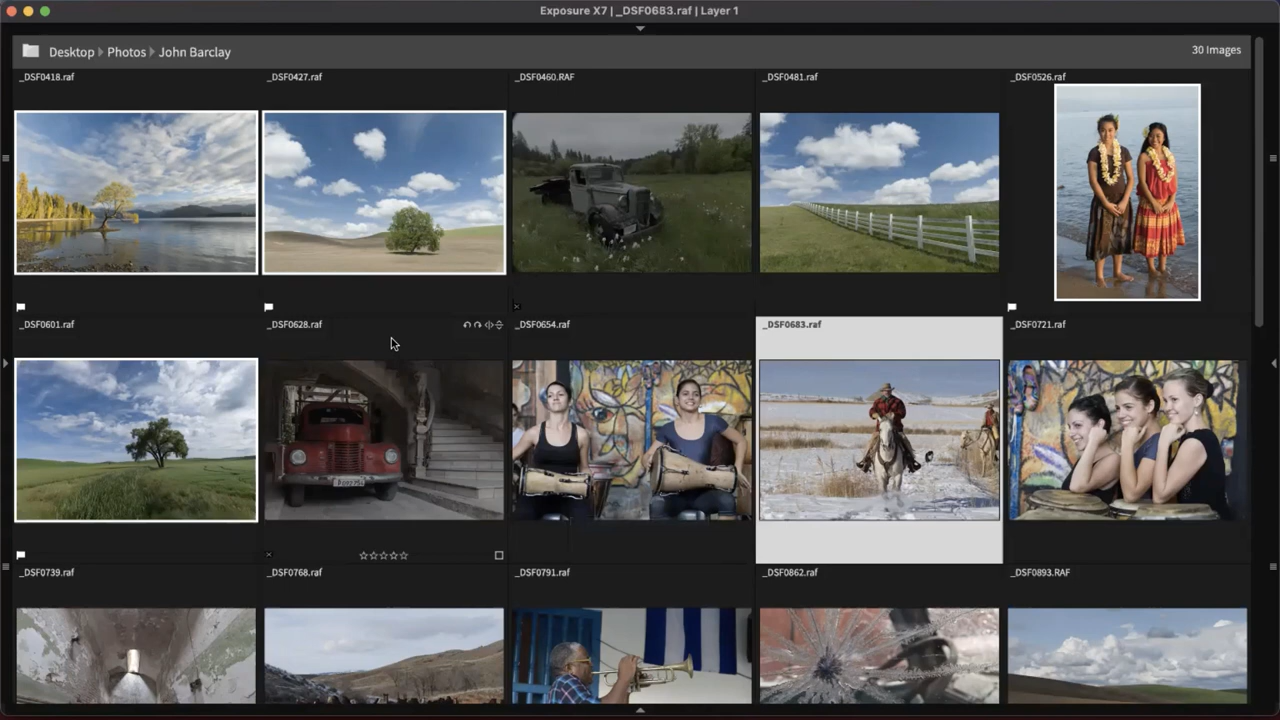 Exposure X7 | _DSF0683.raf | Layer 1
Desktop Photos John Barclay
30 Images
_DSF0418.raf
_DSF0427.raf
_DSF0460.RAF
_DSF0481.raf
_DSF0526.raf
_DSF0601.raf
_DSF0628.raf
_DSF0654.raf
_DSF0683.raf
_DSF0721.raf
_DSF0739.raf
_DSF0768.raf
_DSF0791.raf
_DSF0862.raf
_DSF0893.RAF